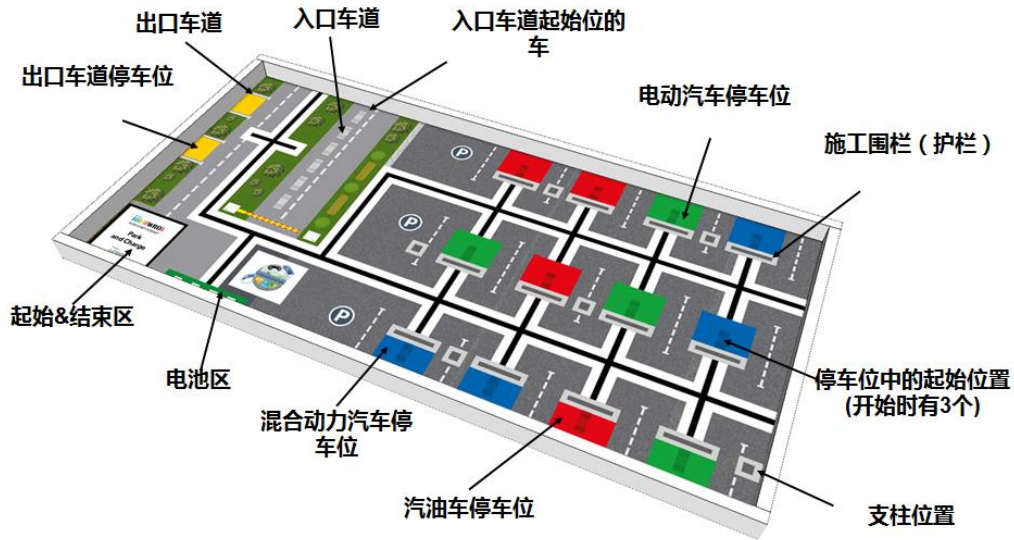 出口车道
入口车道
入口车道起始位的
车
出口车道停车位
电动汽车停车位
施工围栏（护栏）
P
P
P
WRO
Park
and Charge
起始&结束区
电池区
混合动力汽车停
车位
汽油车停车位
停车位中的起始位置
(开始时有3个)
支柱位置